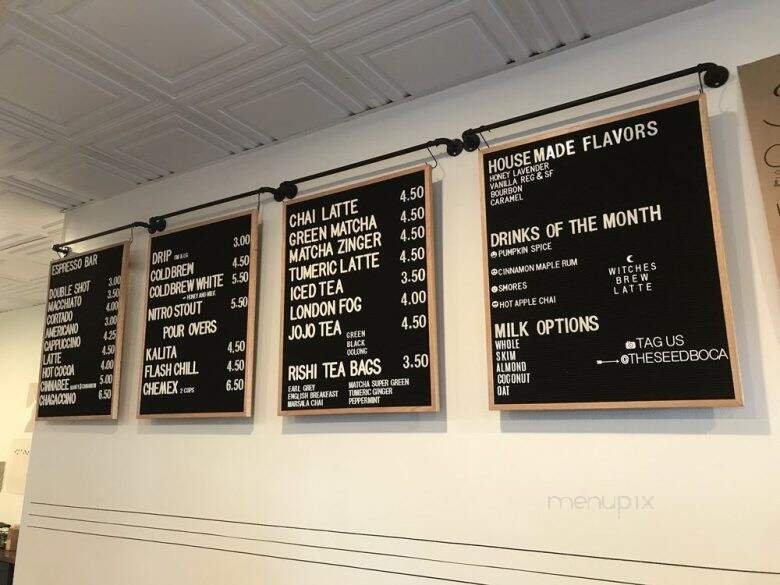 ESPRESSO BAR
DOUBLE SHOT 3.00
MACCHIATO 3.50
CORTADO 4.00
AMERICANO 3.00
CAPPUCCINO 4.25
LATTE 4.50
HOT COCOA 4.00
CINNABEE HONEY & CINNAMON 5.00
CHAGACCINO 6.50
DRIP 3.00
COLD BREW 4.50
COLDBREW WHITE 5.50
HONEY AND MILK
NITRO STOUT 5.50
POUR OVERS
KALITA 4.50
FLASH CHILL 4.50
CHEMEX 2 CUPS 6.50
CHAI LATTE 4.50
GREEN MATCHA 4.50
MATCHA ZINGER 4.50
TUMERIC LATTE 4.50
ICED TEA 3.50
LONDON FOG 4.00
JOJO TEA 4.50
GREEN
BLACK
OOLONG
RISHI TEA BAGS 3.50
EARL GREY
ENGLISH BREAKFAST
MARSALA CHAI
MATCHA SUPER GREEN
TUMERIC GINGER
PEPPERMINT
HOUSE MADE FLAVORS
HONEY LAVENDER
VANILLA REG & SF
BOURBON
CARAMEL
DRINKS OF THE MONTH
PUMPKIN SPICE
CINNAMON MAPLE RUM
SMORES
HOT APPLE CHAI
WITCHES
BREW
LATTE
MILK OPTIONS
WHOLE
SKIM
ALMOND
COCONUT
OAT
TAG US
@THESEEDBOCA
menupix